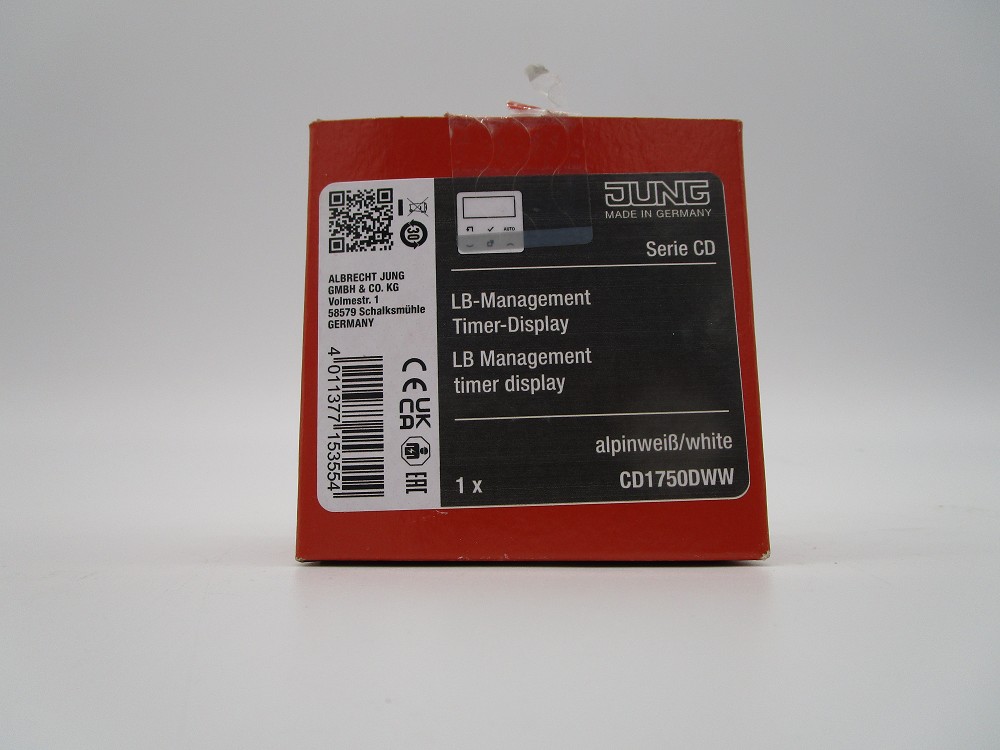 30
ALBRECHT JUNG
GMBH & CO. KG
Volmestr. 1
58579 Schalksmühle
GERMANY
4 011377 153554
CE
UK
CA
EAC
AUTO
JUNG
MADE IN GERMANY
Serie CD
LB-Management
Timer-Display
LB Management
timer display
alpinweiß/white
1 x
CD1750DWW